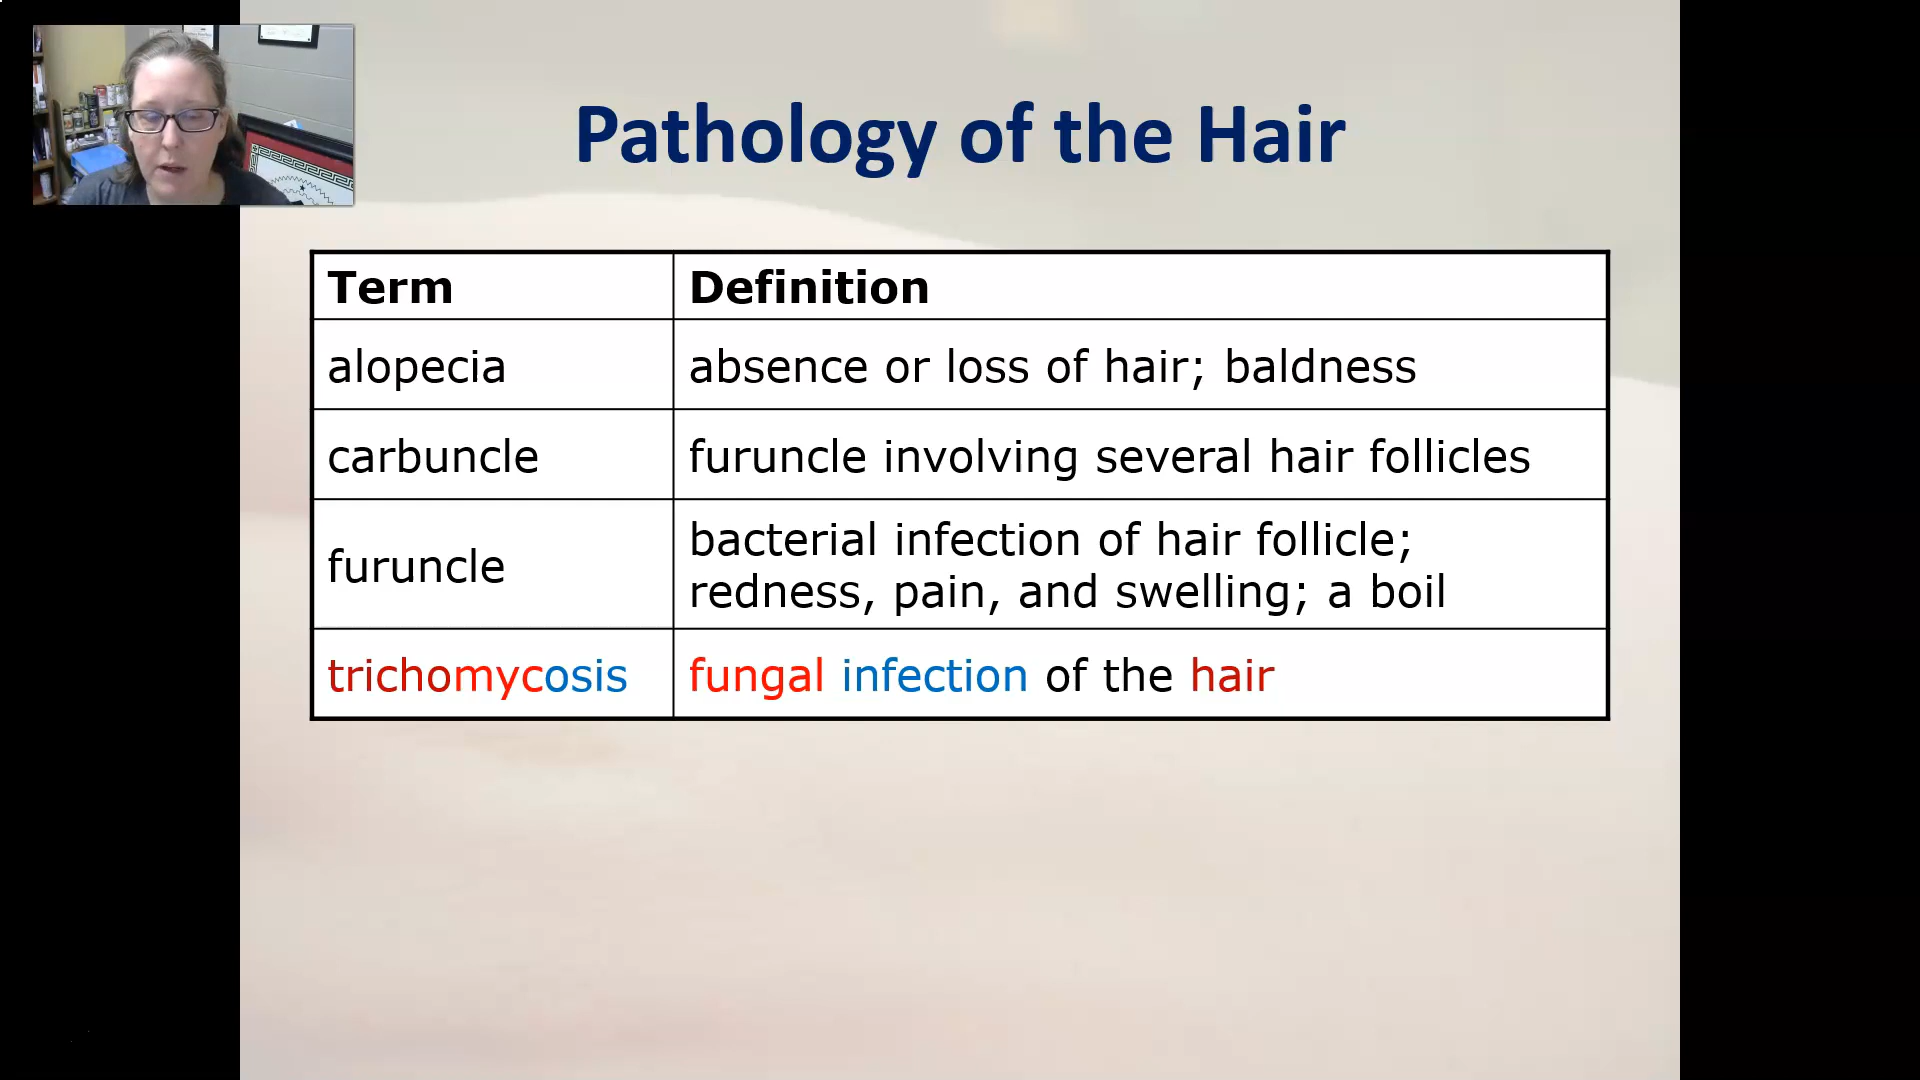 Pathology of the Hair
Term Definition
alopecia absence or loss of hair; baldness
carbuncle furuncle involving several hair follicles
furuncle bacterial infection of hair follicle;
redness, pain, and swelling; a boil
trichomycosis fungal infection of the hair